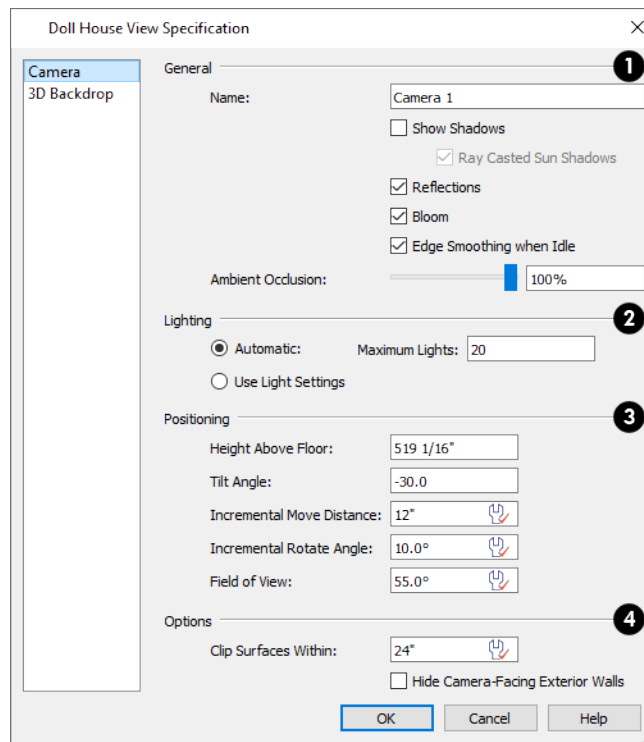 Doll House View Specification
Camera
3D Backdrop
General 1
Name: Camera 1
Show Shadows
Ray Casted Sun Shadows
Reflections
Bloom
Edge Smoothing when Idle
Ambient Occlusion: 100%
Lighting 2
Automatic: Maximum Lights: 20
Use Light Settings
Positioning 3
Height Above Floor: 519 1/16"
Tilt Angle: -30.0
Incremental Move Distance: 12"
Incremental Rotate Angle: 10.0°
Field of View: 55.0°
Options 4
Clip Surfaces Within: 24"
Hide Camera-Facing Exterior Walls
OK Cancel Help